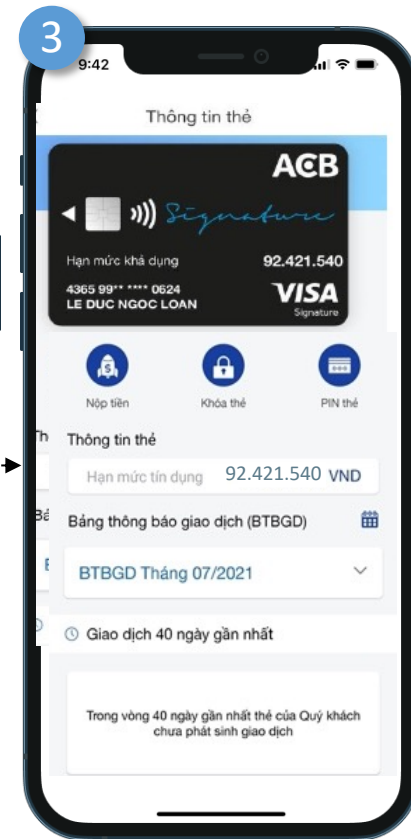 3
9:42
Thông tin thẻ
ACB
Signature
Hạn mức khả dụng 92.421.540
4365 99** **** 0624
LE DUC NGOC LOAN
VISA
Signature
Nộp tiền Khóa thẻ PIN thẻ
Th
Thông tin thẻ
Hạn mức tín dụng 92.421.540 VND
Bả
Bảng thông báo giao dịch (BTBGD)
BTBGD Tháng 07/2021
Giao dịch 40 ngày gần nhất
Trong vòng 40 ngày gần nhất thẻ của Quý khách
chưa phát sinh giao dịch